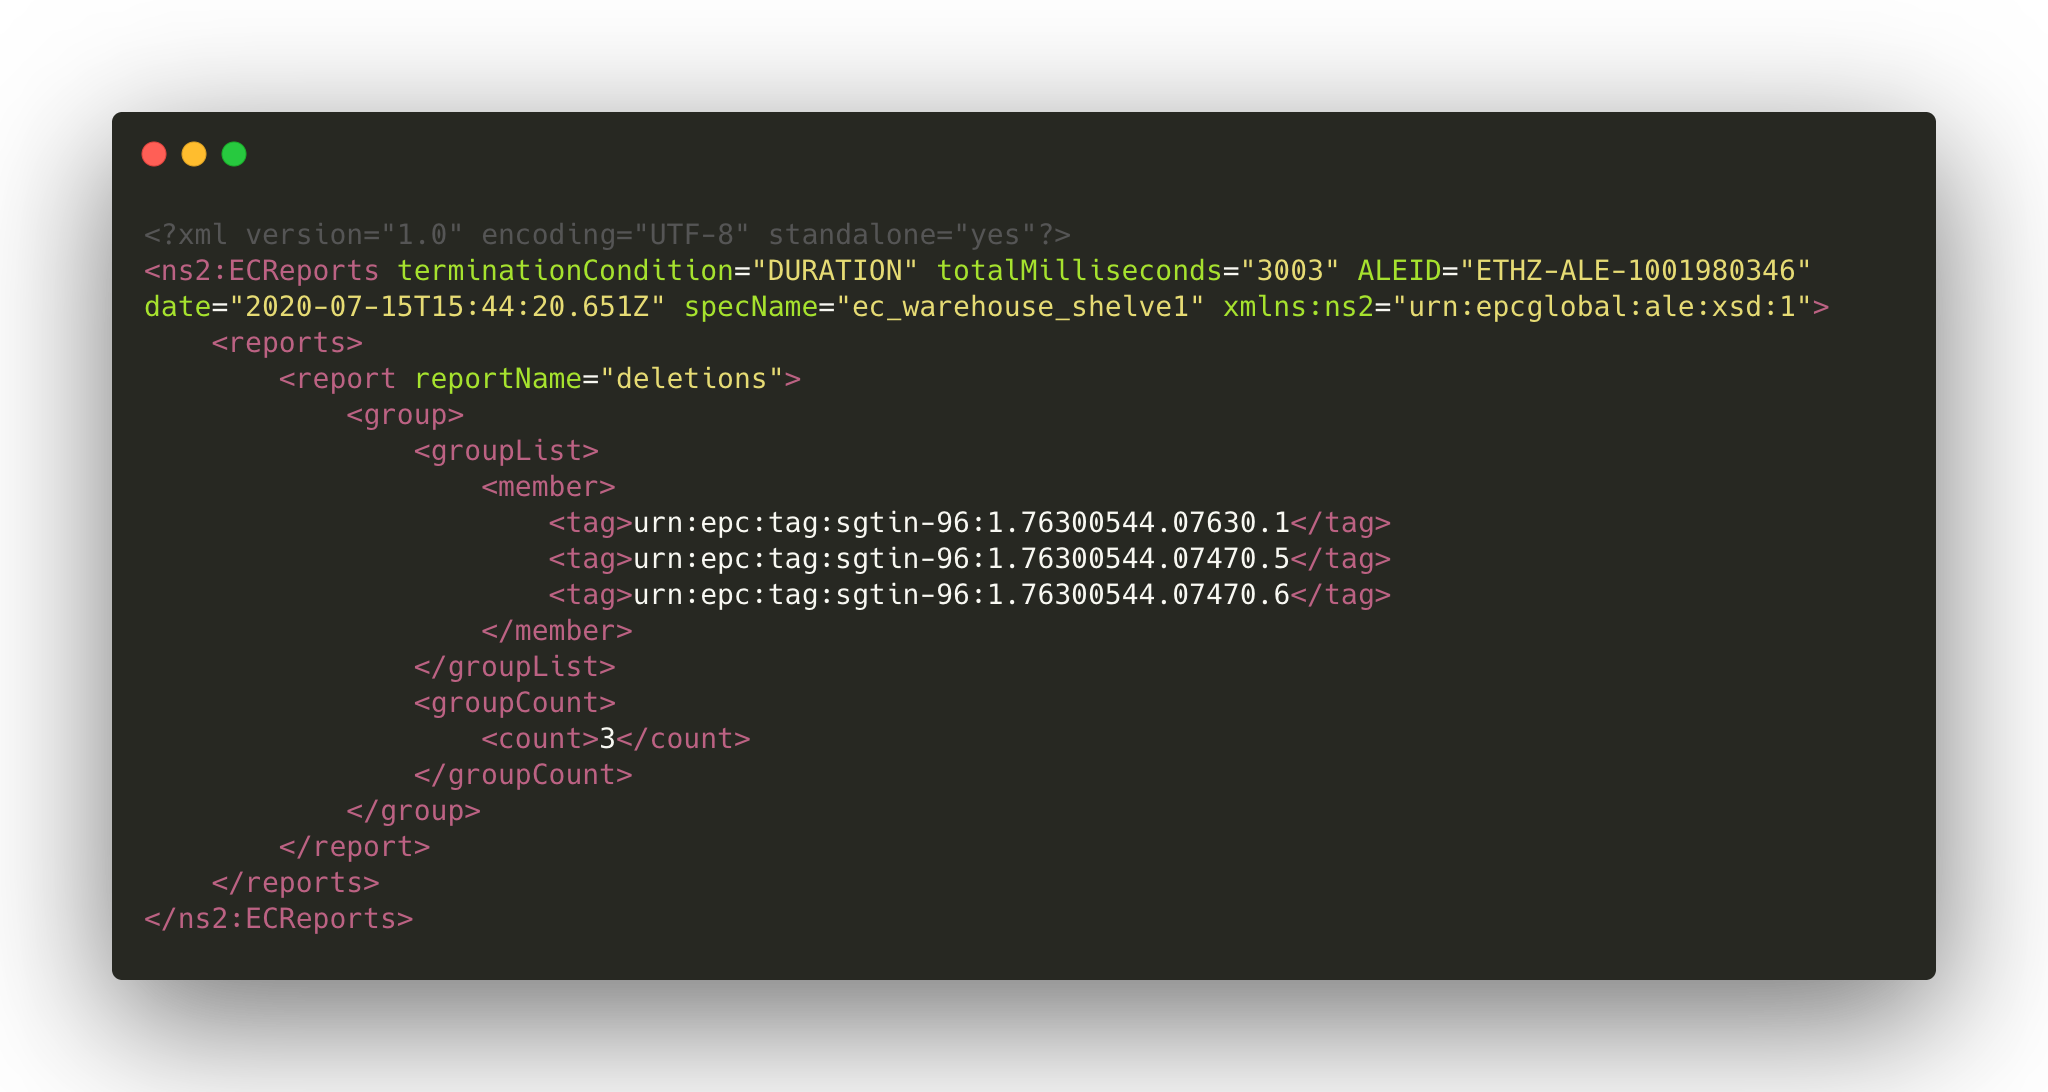 <?xml version="1.0" encoding="UTF-8" standalone="yes"?>
<ns2:ECReports terminationCondition="DURATION" totalMilliseconds="3003" ALEID="ETHZ-ALE-1001980346"
date="2020-07-15T15:44:20.651Z" specName="ec_warehouse_shelve1" xmlns:ns2="urn:epcglobal:ale:xsd:1">
    <reports>
        <report reportName="deletions">
            <group>
                <groupList>
                    <member>
                        <tag>urn:epc:tag:sgtin-96:1.76300544.07630.1</tag>
                        <tag>urn:epc:tag:sgtin-96:1.76300544.07470.5</tag>
                        <tag>urn:epc:tag:sgtin-96:1.76300544.07470.6</tag>
                    </member>
                </groupList>
                <groupCount>
                    <count>3</count>
                </groupCount>
            </group>
        </report>
    </reports>
</ns2:ECReports>